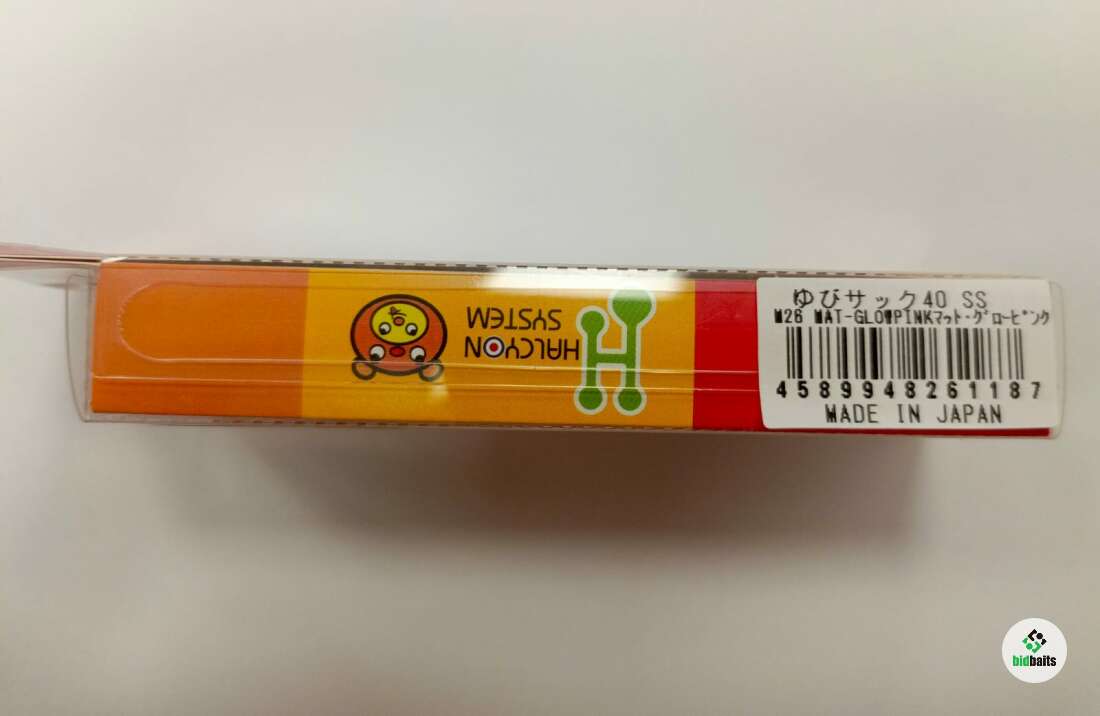 HALCYON
SYSTEM
ゆびサック40 SS
M26 MAT-GLOWPINKマット・グローピンク
4589948261187
MADE IN JAPAN
bidbaits